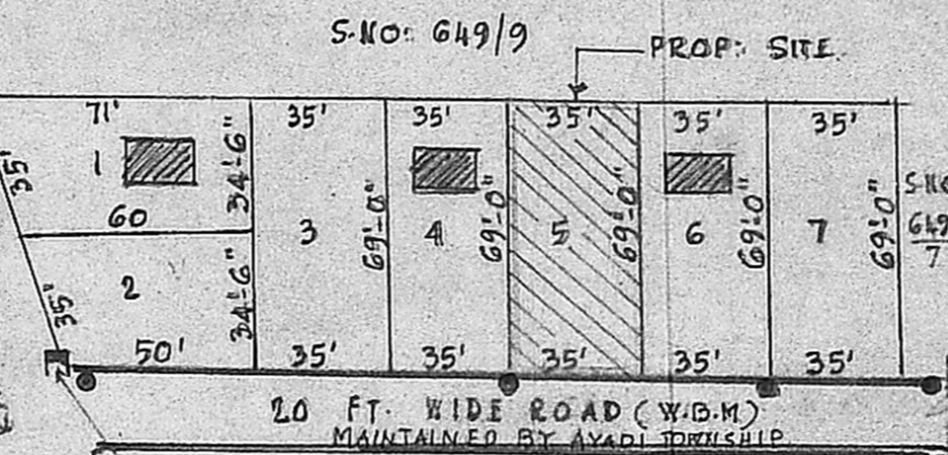 S.NO: 649/9
PROP: SITE.
71' 35' 35' 35' 35' 35'
35' 1 34'-6"
60
3 69'-0" 4 69'-0" 5 69'-0" 6 69'-0" 7 69'-0"
S.NO
649
7
2 34'-6"
35'
50' 35' 35' 35' 35' 35'
20 FT. WIDE ROAD (W.B.M)
MAINTAINED BY AVADI TOWNSHIP